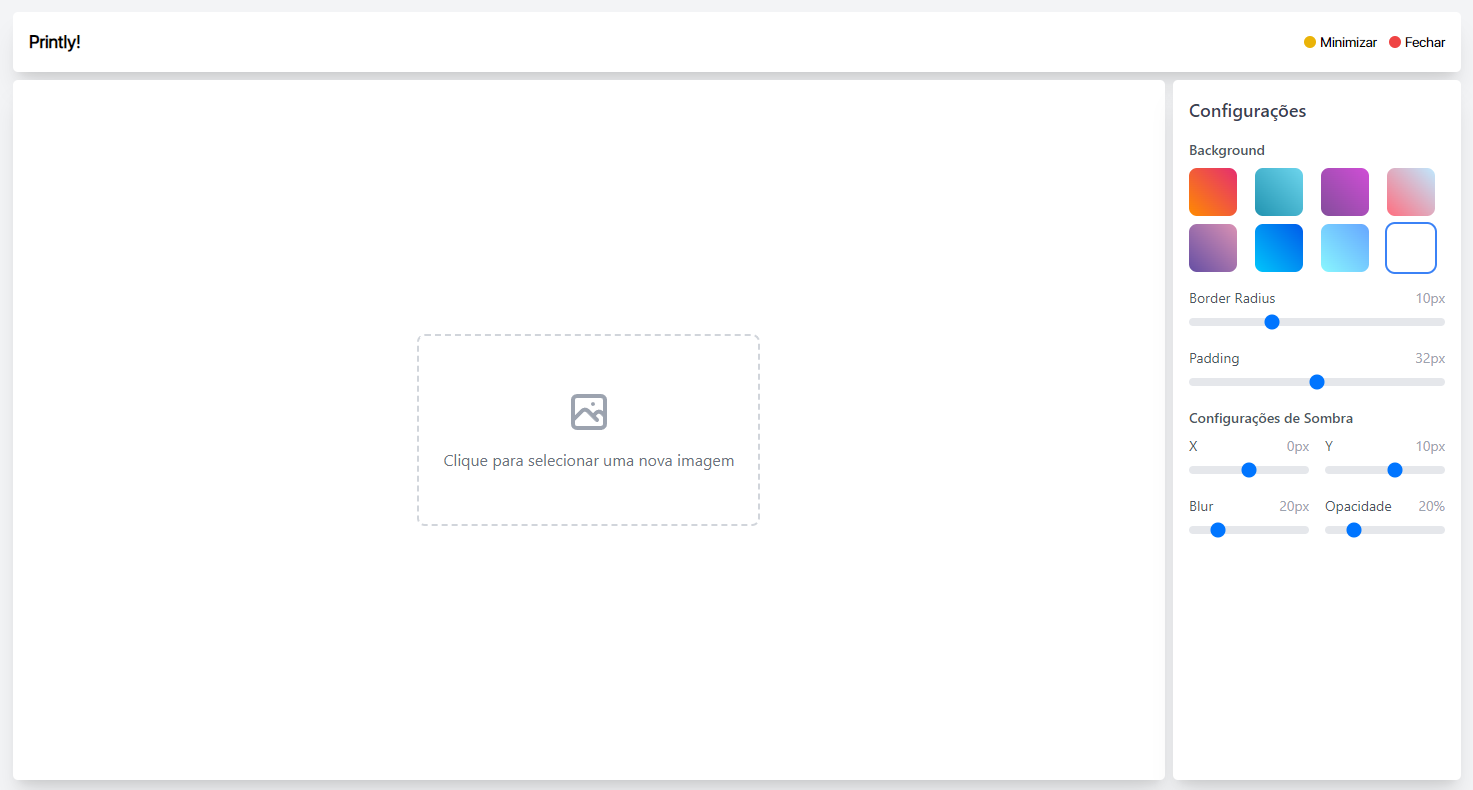 Printly!
Minimizar
Fechar
Configurações
Background
Border Radius 10px
Padding 32px
Configurações de Sombra
X 0px Y 10px
Blur 20px Opacidade 20%
Clique para selecionar uma nova imagem